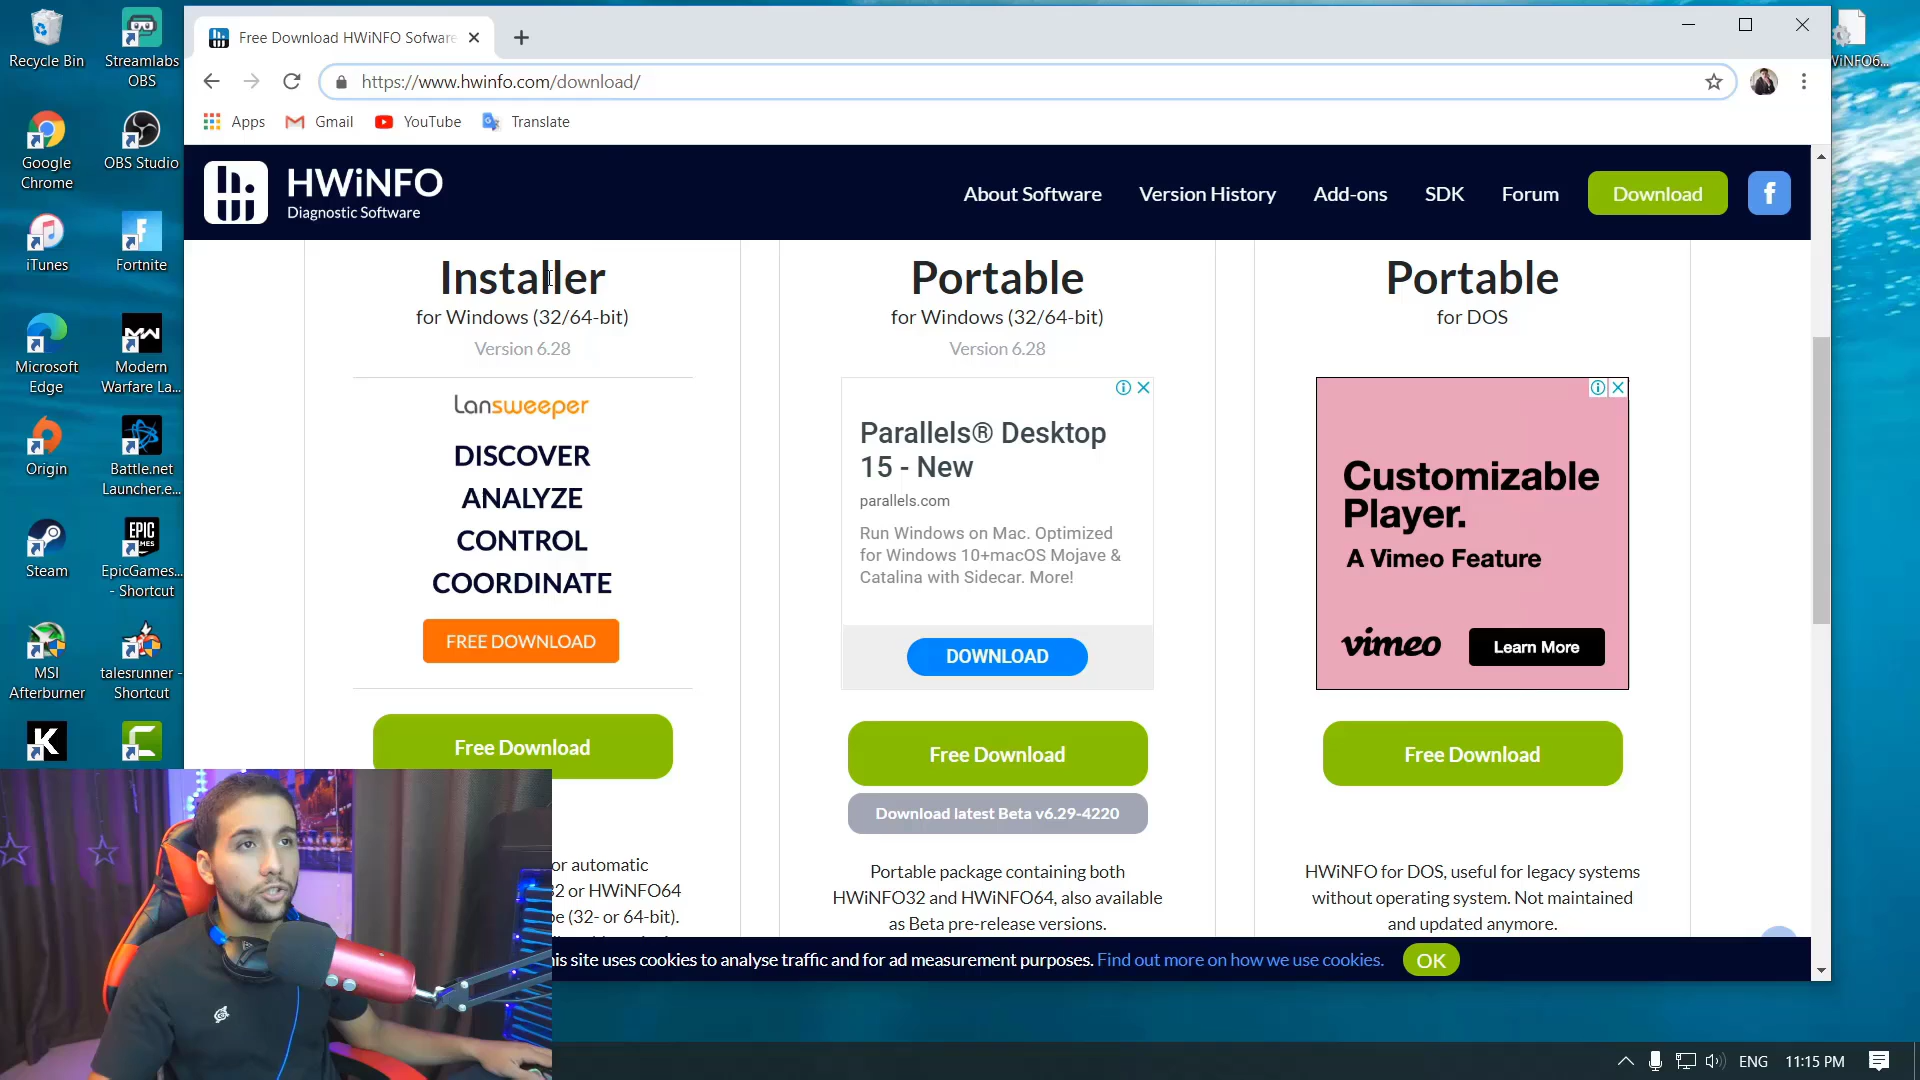 Recycle Bin
Streamlabs
OBS
Google
Chrome
OBS Studio
iTunes
Fortnite
Microsoft
Edge
Modern
Warfare La...
Origin
Battle.net
Launcher.e...
Steam
EPIC
GAMES
EpicGames...
- Shortcut
MSI
Afterburner
talesrunner -
Shortcut
Free Download HWiNFO Sofware
https://www.hwinfo.com/download/
Apps
Gmail
YouTube
Translate
HWiNFO
Diagnostic Software
About Software
Version History
Add-ons
SDK
Forum
Download
Installer
for Windows (32/64-bit)
Version 6.28
Lansweeper
DISCOVER
ANALYZE
CONTROL
COORDINATE
FREE DOWNLOAD
Free Download
or automatic
32 or HWiNFO64
pe (32- or 64-bit).
Portable
for Windows (32/64-bit)
Version 6.28
Parallels® Desktop
15 - New
parallels.com
Run Windows on Mac. Optimized
for Windows 10+macOS Mojave &
Catalina with Sidecar. More!
DOWNLOAD
Free Download
Download latest Beta v6.29-4220
Portable package containing both
HWiNFO32 and HWiNFO64, also available
as Beta pre-release versions.
Portable
for DOS
Customizable
Player.
A Vimeo Feature
vimeo
Learn More
Free Download
HWiNFO for DOS, useful for legacy systems
without operating system. Not maintained
and updated anymore.
his site uses cookies to analyse traffic and for ad measurement purposes. Find out more on how we use cookies.
OK
ENG
11:15 PM